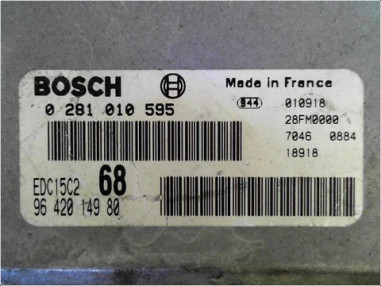 BOSCH
Made in France
0 281 010 595
544 010918
28FM0000
7046 0884
18918
EDC15C2 68
96 420 149 80